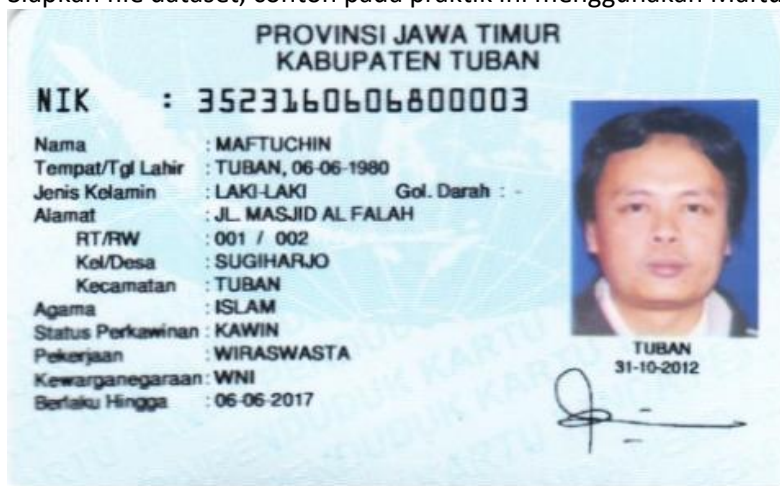 PROVINSI JAWA TIMUR
KABUPATEN TUBAN
NIK : 3523160606800003
Nama : MAFTUCHIN
Tempat/Tgl Lahir : TUBAN, 06-06-1980
Jenis Kelamin : LAKI-LAKI Gol. Darah : -
Alamat : JL. MASJID AL FALAH
RT/RW : 001 / 002
Kel/Desa : SUGIHARJO
Kecamatan : TUBAN
Agama : ISLAM
Status Perkawinan : KAWIN
Pekerjaan : WIRASWASTA
Kewarganegaraan : WNI
Berlaku Hingga : 06-06-2017
TUBAN
31-10-2012